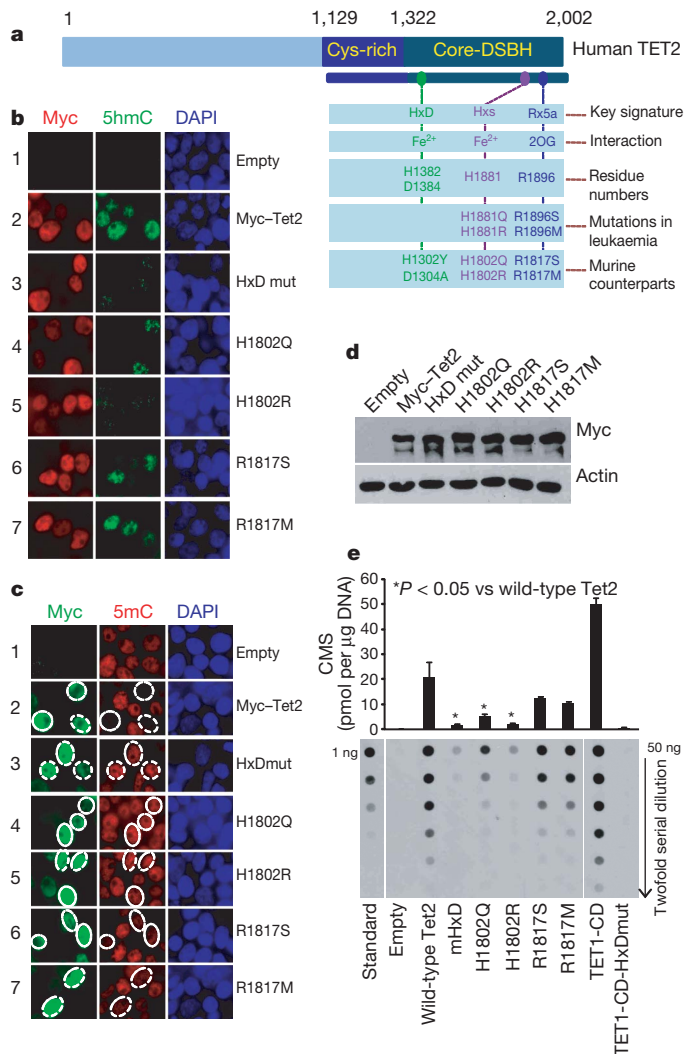 a
1
1,129
1,322
2,002
Cys-rich
Core-DSBH
Human TET2
HxD
Hxs
Rx5a
Key signature
Fe2+
Fe2+
2OG
Interaction
H1382
D1384
H1881
R1896
Residue
numbers
H1881Q
H1881R
R1896S
R1896M
Mutations in
leukaemia
H1302Y
D1304A
H1802Q
H1802R
R1817S
R1817M
Murine
counterparts
b
Myc
5hmC
DAPI
1
Empty
2
Myc–Tet2
3
HxD mut
4
H1802Q
5
H1802R
6
R1817S
7
R1817M
c
Myc
5mC
DAPI
1
Empty
2
Myc–Tet2
3
HxDmut
4
H1802Q
5
H1802R
6
R1817S
7
R1817M
d
Empty
Myc–Tet2
HxD mut
H1802Q
H1802R
H1817S
H1817M
Myc
Actin
e
*P < 0.05 vs wild-type Tet2
CMS
(pmol per µg DNA)
60
50
40
30
20
10
0
*
*
*
1 ng
50 ng
Twofold serial dilution
Standard
Empty
Wild-type Tet2
mHxD
H1802Q
H1802R
R1817S
R1817M
TET1-CD
TET1-CD-HxDmut